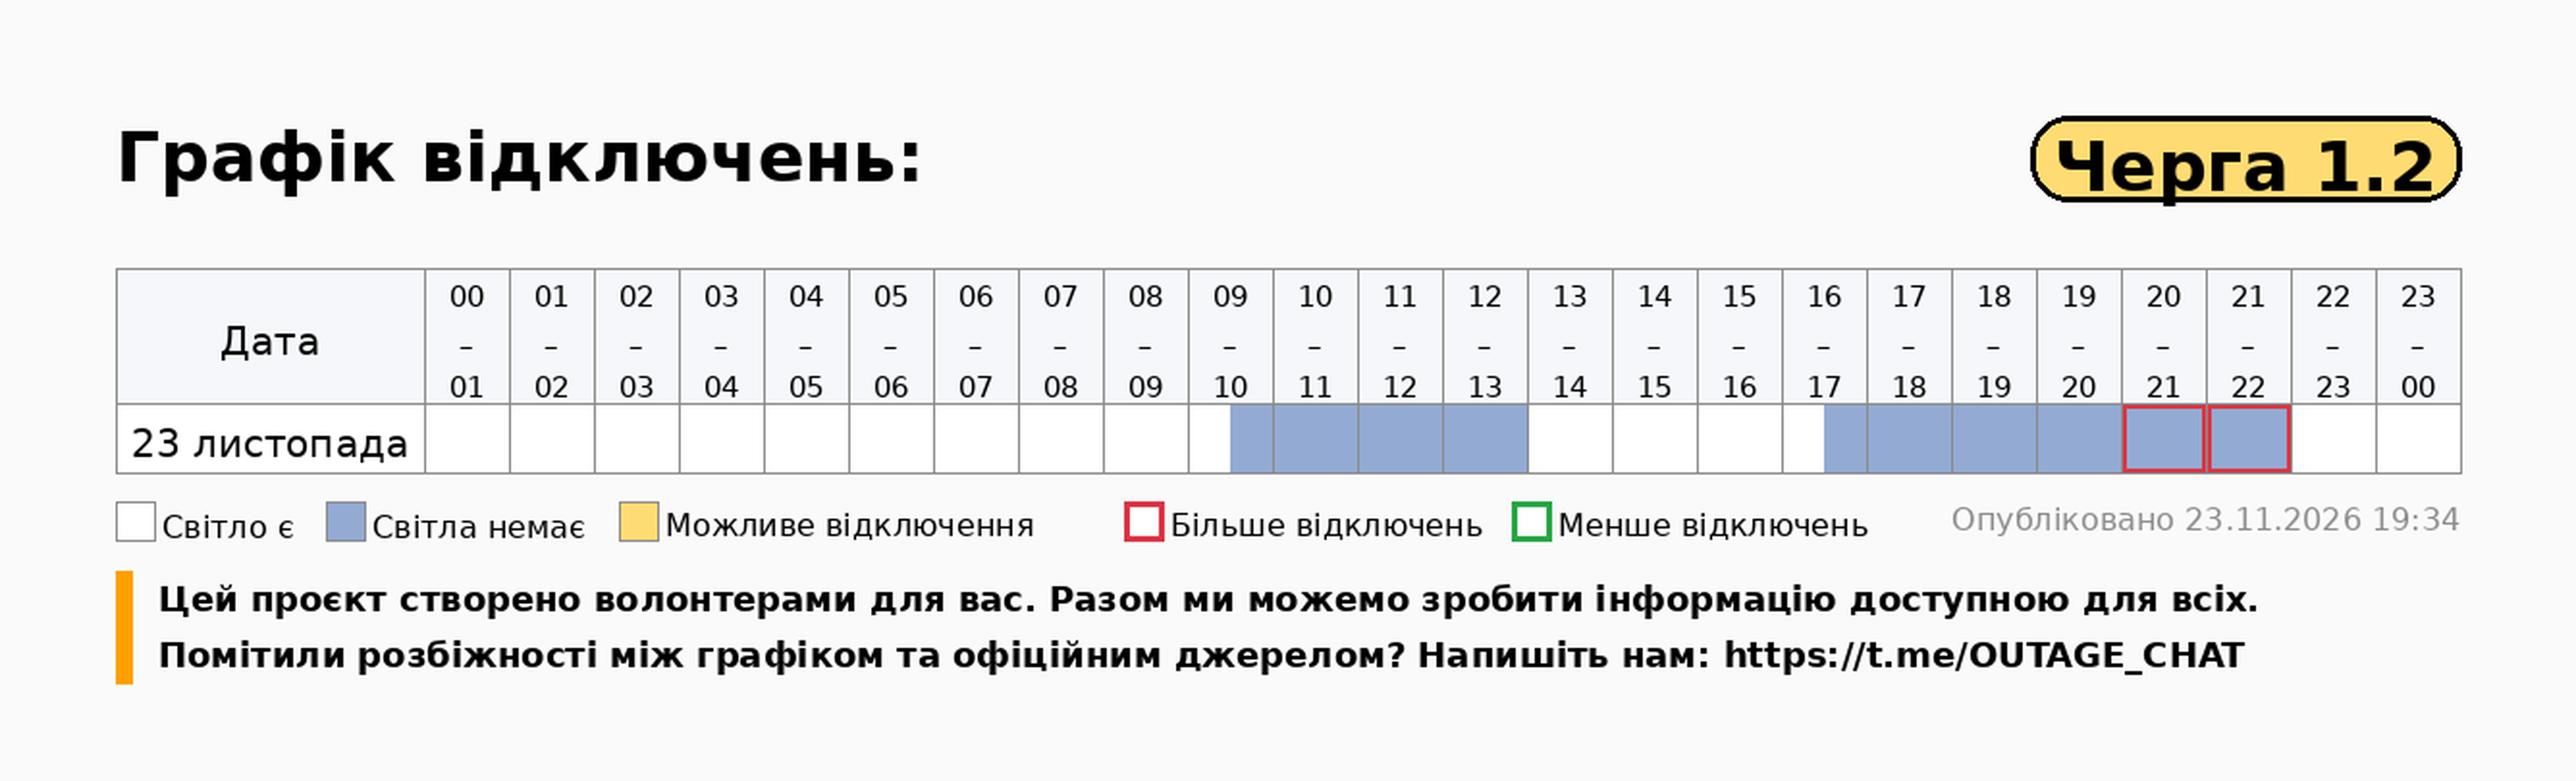 Графік відключень:
Черга 1.2
Дата 00 – 01 01 – 02 02 – 03 03 – 04 04 – 05 05 – 06 06 – 07 07 – 08 08 – 09 09 – 10 10 – 11 11 – 12 12 – 13 13 – 14 14 – 15 15 – 16 16 – 17 17 – 18 18 – 19 19 – 20 20 – 21 21 – 22 22 – 23 23 – 00
23 листопада
Світло є Світла немає Можливе відключення Більше відключень Менше відключень Опубліковано 23.11.2026 19:34
Цей проєкт створено волонтерами для вас. Разом ми можемо зробити інформацію доступною для всіх.
Помітили розбіжності між графіком та офіційним джерелом? Напишіть нам: https://t.me/OUTAGE_CHAT